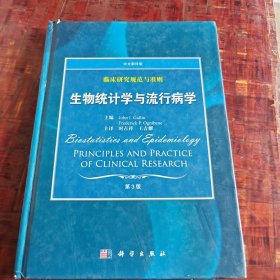 中文翻译版
临床研究规范与准则
生物统计学与流行病学
主编 John I. Gallin
Frederick P. Ognibene
主译 时占祥 王吉耀
Biostatistics and Epidemiology
PRINCIPLES AND PRACTICE
OF CLINICAL RESEARCH
第3版
科学出版社